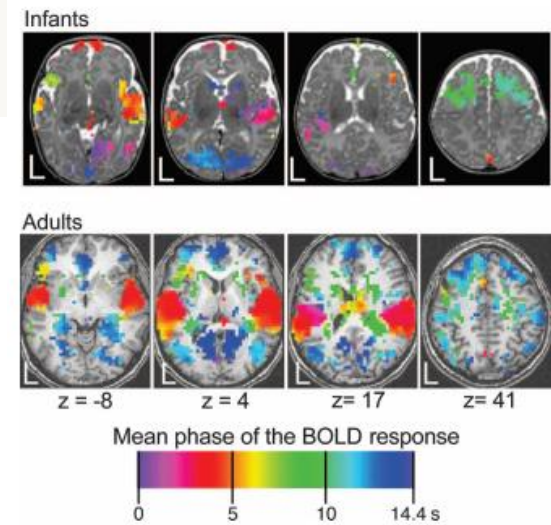 Infants
Adults
z = -8 z = 4 z= 17 z= 41
Mean phase of the BOLD response
0 5 10 14.4 s